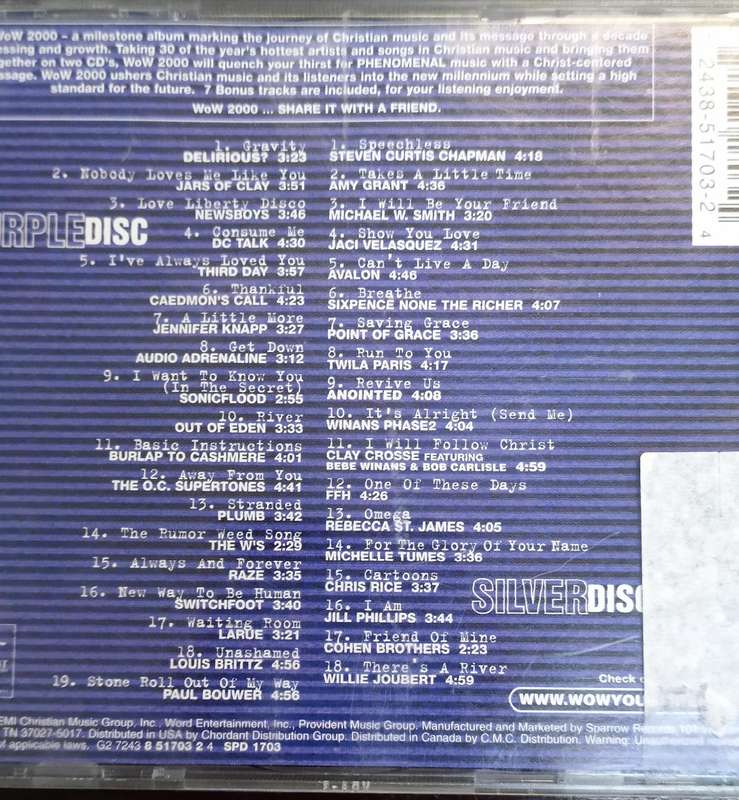 WoW 2000 – a milestone album marking the journey of Christian music and its message through a decade
essing and growth. Taking 30 of the year's hottest artists and songs in Christian music and bringing them
gether on two CD's, WoW 2000 will quench your thirst for PHENOMENAL music with a Christ-centered
ssage. WoW 2000 ushers Christian music and its listeners into the new millennium while setting a high
standard for the future. 7 Bonus tracks are included, for your listening enjoyment.
WoW 2000 ... SHARE IT WITH A FRIEND.
2438-51703-2 4
RPLEDISC
1. Gravity
DELIRIOUS? 3:23
2. Nobody Loves Me Like You
JARS OF CLAY 3:51
3. Love Liberty Disco
NEWSBOYS 3:46
4. Consume Me
DC TALK 4:30
5. I've Always Loved You
THIRD DAY 3:57
6. Thankful
CAEDMON'S CALL 4:23
7. A Little More
JENNIFER KNAPP 3:27
8. Get Down
AUDIO ADRENALINE 3:12
9. I Want To Know You
(In The Secret)
SONICFLOOD 2:55
10. River
OUT OF EDEN 3:33
11. Basic Instructions
BURLAP TO CASHMERE 4:01
12. Away From You
THE O.C. SUPERTONES 4:41
13. Stranded
PLUMB 3:42
14. The Rumor Weed Song
THE W'S 2:29
15. Always And Forever
RAZE 3:35
16. New Way To Be Human
SWITCHFOOT 3:40
17. Waiting Room
LARUE 3:21
18. Unashamed
LOUIS BRITTZ 4:56
19. Stone Roll Out Of My Way
PAUL BOUWER 4:56
1. Speechless
STEVEN CURTIS CHAPMAN 4:18
2. Takes A Little Time
AMY GRANT 4:36
3. I Will Be Your Friend
MICHAEL W. SMITH 3:20
4. Show You Love
JACI VELASQUEZ 4:31
5. Can't Live A Day
AVALON 4:46
6. Breathe
SIXPENCE NONE THE RICHER 4:07
7. Saving Grace
POINT OF GRACE 3:36
8. Run To You
TWILA PARIS 4:17
9. Revive Us
ANOINTED 4:08
10. It's Alright (Send Me)
WINANS PHASE2 4:04
11. I Will Follow Christ
CLAY CROSSE FEATURING
BEBE WINANS & BOB CARLISLE 4:59
12. One Of These Days
FFH 4:26
13. Omega
REBECCA ST. JAMES 4:05
14. For The Glory Of Your Name
MICHELLE TUMES 3:36
15. Cartoons
CHRIS RICE 3:37
16. I Am
JILL PHILLIPS 3:44
17. Friend Of Mine
COHEN BROTHERS 2:23
18. There's A River
WILLIE JOUBERT 4:59
SILVERDISC
Check
WWW.WOWYOU
EMI Christian Music Group, Inc., Word Entertainment, Inc., Provident Music Group. Manufactured and Marketed by Sparrow Records 101
TN 37027-5017. Distributed in USA by Chordant Distribution Group. Distributed in Canada by C.M.C. Distribution. Warning:
of applicable laws. G2 7243 8 51703 2 4 SPD 1703